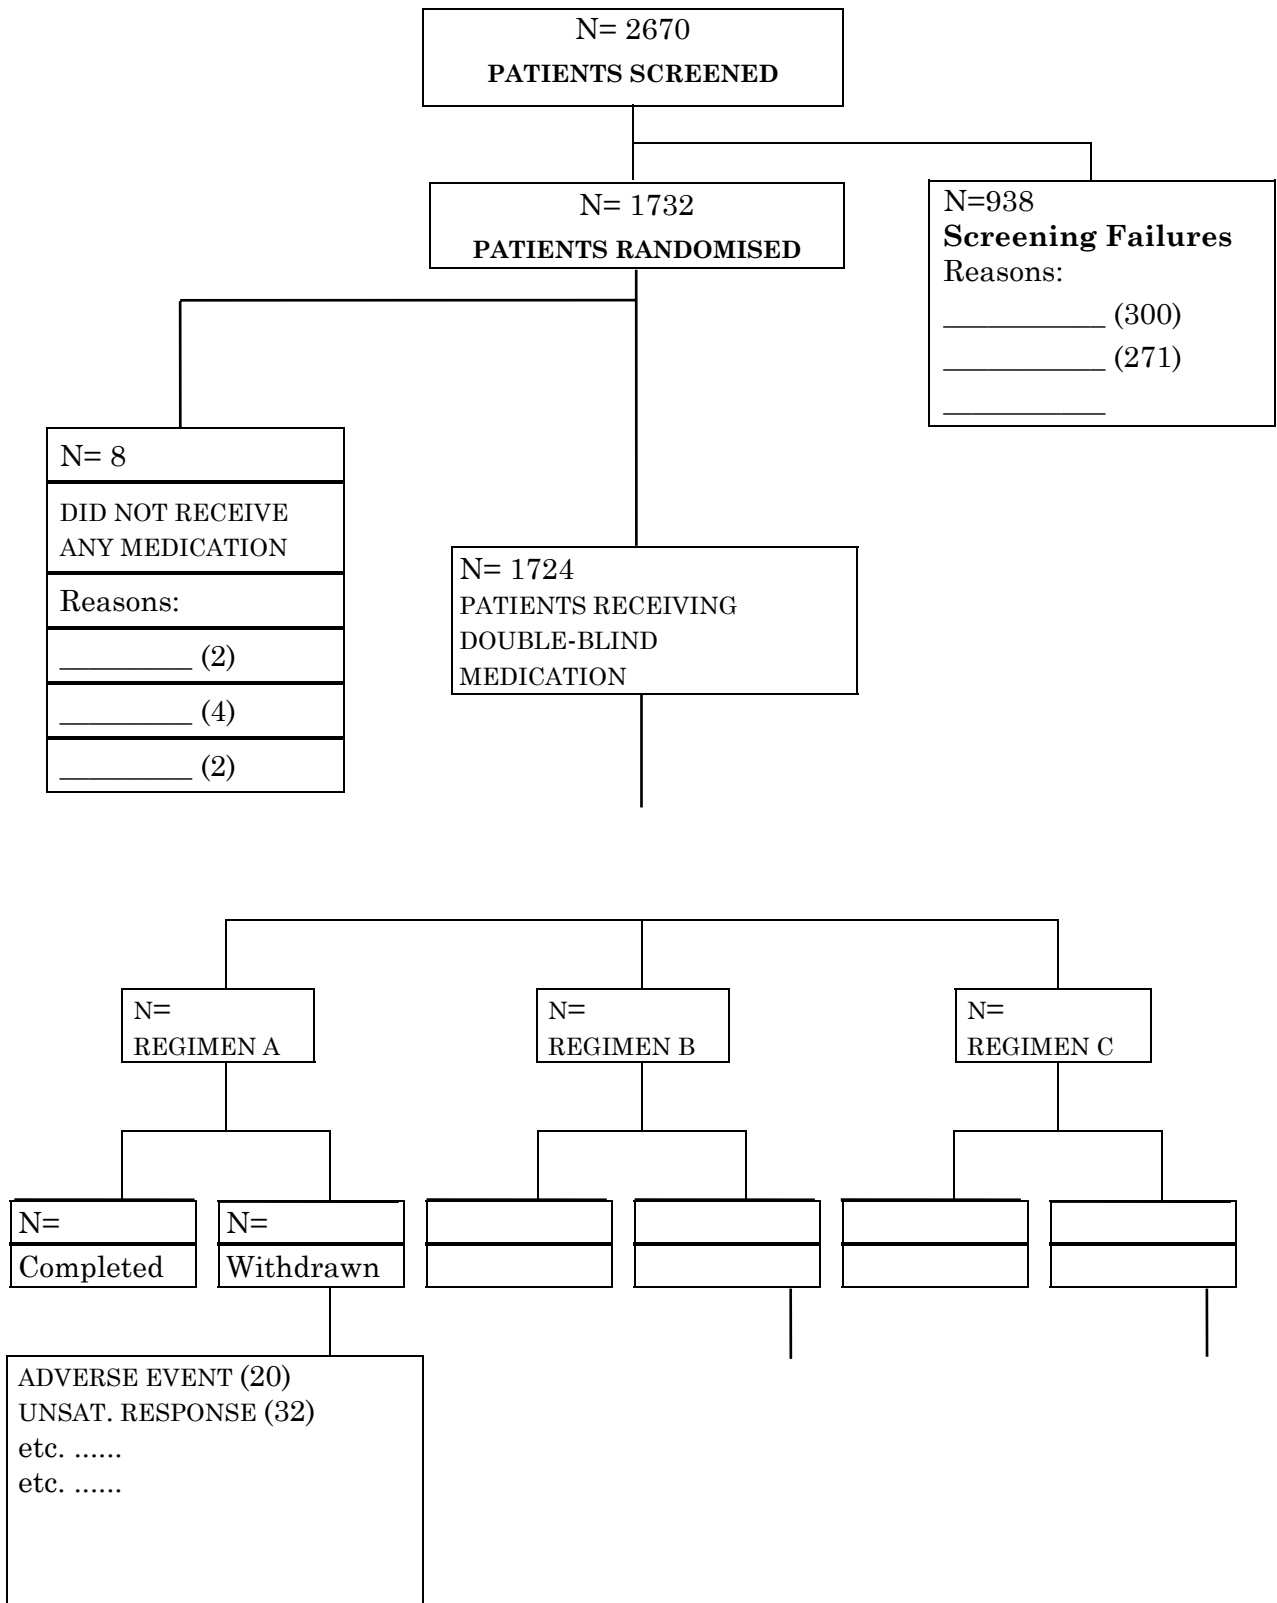 N= 2670
PATIENTS SCREENED
N= 1732
PATIENTS RANDOMISED
N=938
Screening Failures
Reasons:
___________ (300)
___________ (271)
___________
N= 8
DID NOT RECEIVE
ANY MEDICATION
Reasons:
_________ (2)
_________ (4)
_________ (2)
N= 1724
PATIENTS RECEIVING
DOUBLE-BLIND
MEDICATION
N=
REGIMEN A
N=
REGIMEN B
N=
REGIMEN C
N=
Completed
N=
Withdrawn
ADVERSE EVENT (20)
UNSAT. RESPONSE (32)
etc. ......
etc. ......